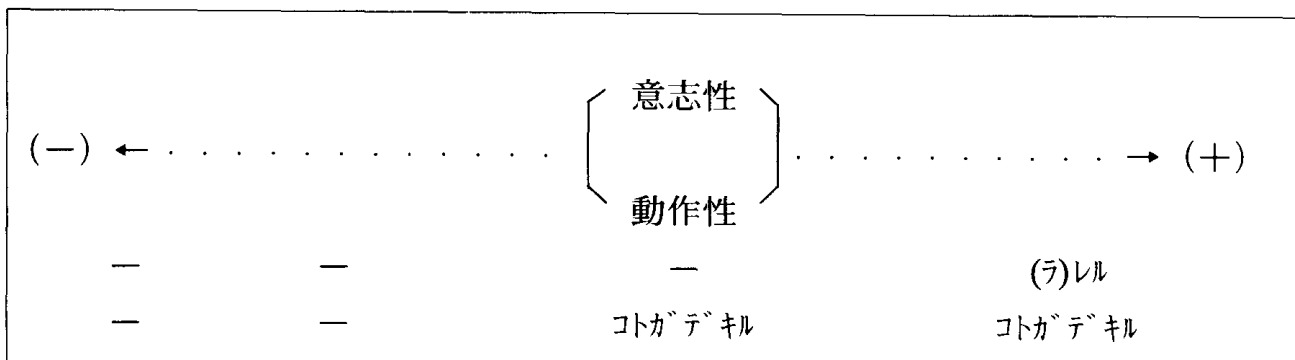 意志性
(−) ← · · · · · · · · · · · · · · · · · · · · · · → (+)
動作性
— — — (ラ)レル
— — コトガデキル コトガデキル